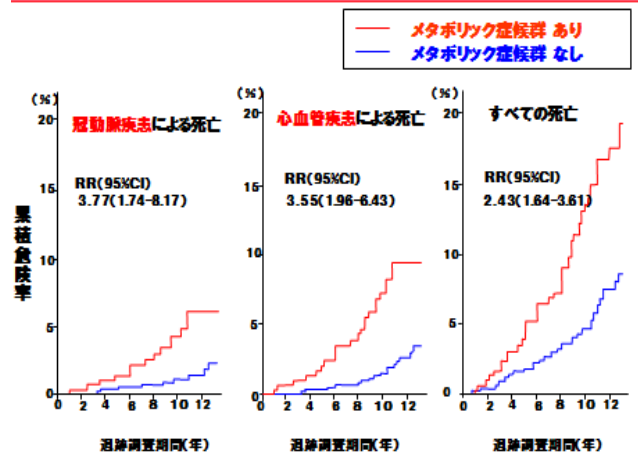 メタボリック症候群 あり
メタボリック症候群 なし
(%)
冠動脈疾患による死亡
RR(95%CI)
3.77(1.74-8.17)
20
15
10
5
0
0 2 4 6 8 10 12
追跡調査期間(年)
累積危険率
(%)
心血管疾患による死亡
RR(95%CI)
3.55(1.96-6.43)
20
15
10
5
0
0 2 4 6 8 10 12
追跡調査期間(年)
(%)
すべての死亡
RR(95%CI)
2.43(1.64-3.61)
20
15
10
5
0
0 2 4 6 8 10 12
追跡調査期間(年)